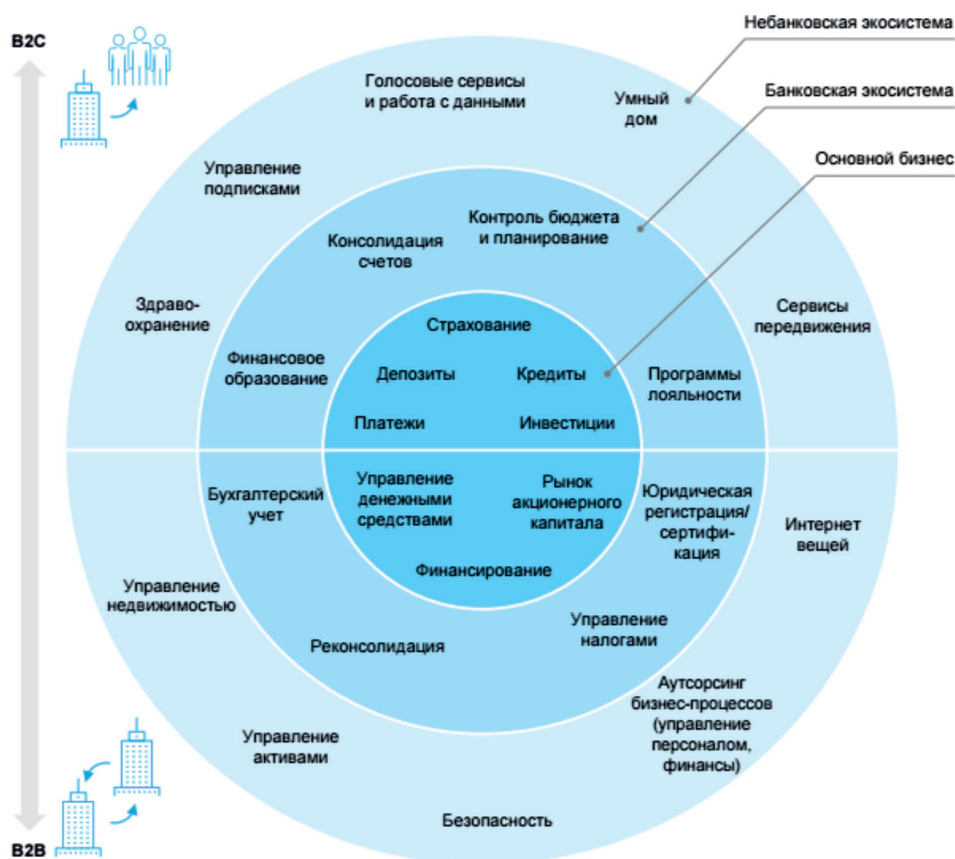 Небанковская экосистема
B2C
Голосовые сервисы
и работа с данными
Умный
дом
Банковская экосистема
Основной бизнес
Управление
подписками
Контроль бюджета
и планирование
Консолидация
счетов
Здраво-
охранение
Сервисы
передвижения
Страхование
Финансовое
образование
Депозиты
Кредиты
Программы
лояльности
Платежи
Инвестиции
Бухгалтерский
учет
Управление
денежными
средствами
Рынок
акционерного
капитала
Юридическая
регистрация/
сертифи-
кация
Интернет
вещей
Финансирование
Управление
недвижимостью
Реконсолидация
Управление
налогами
Аутсорсинг
бизнес-процессов
(управление
персоналом,
финансы)
Управление
активами
Безопасность
B2B